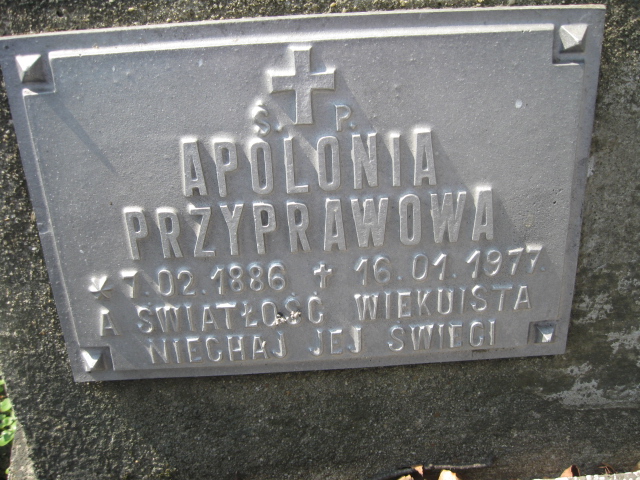 Ś. P.
APOLONIA
PRZYPRAWOWA
* 7.02.1886 ✝ 16.01.1977.
A ŚWIATŁOŚĆ WIEKUISTA
NIECHAJ JEJ ŚWIECI